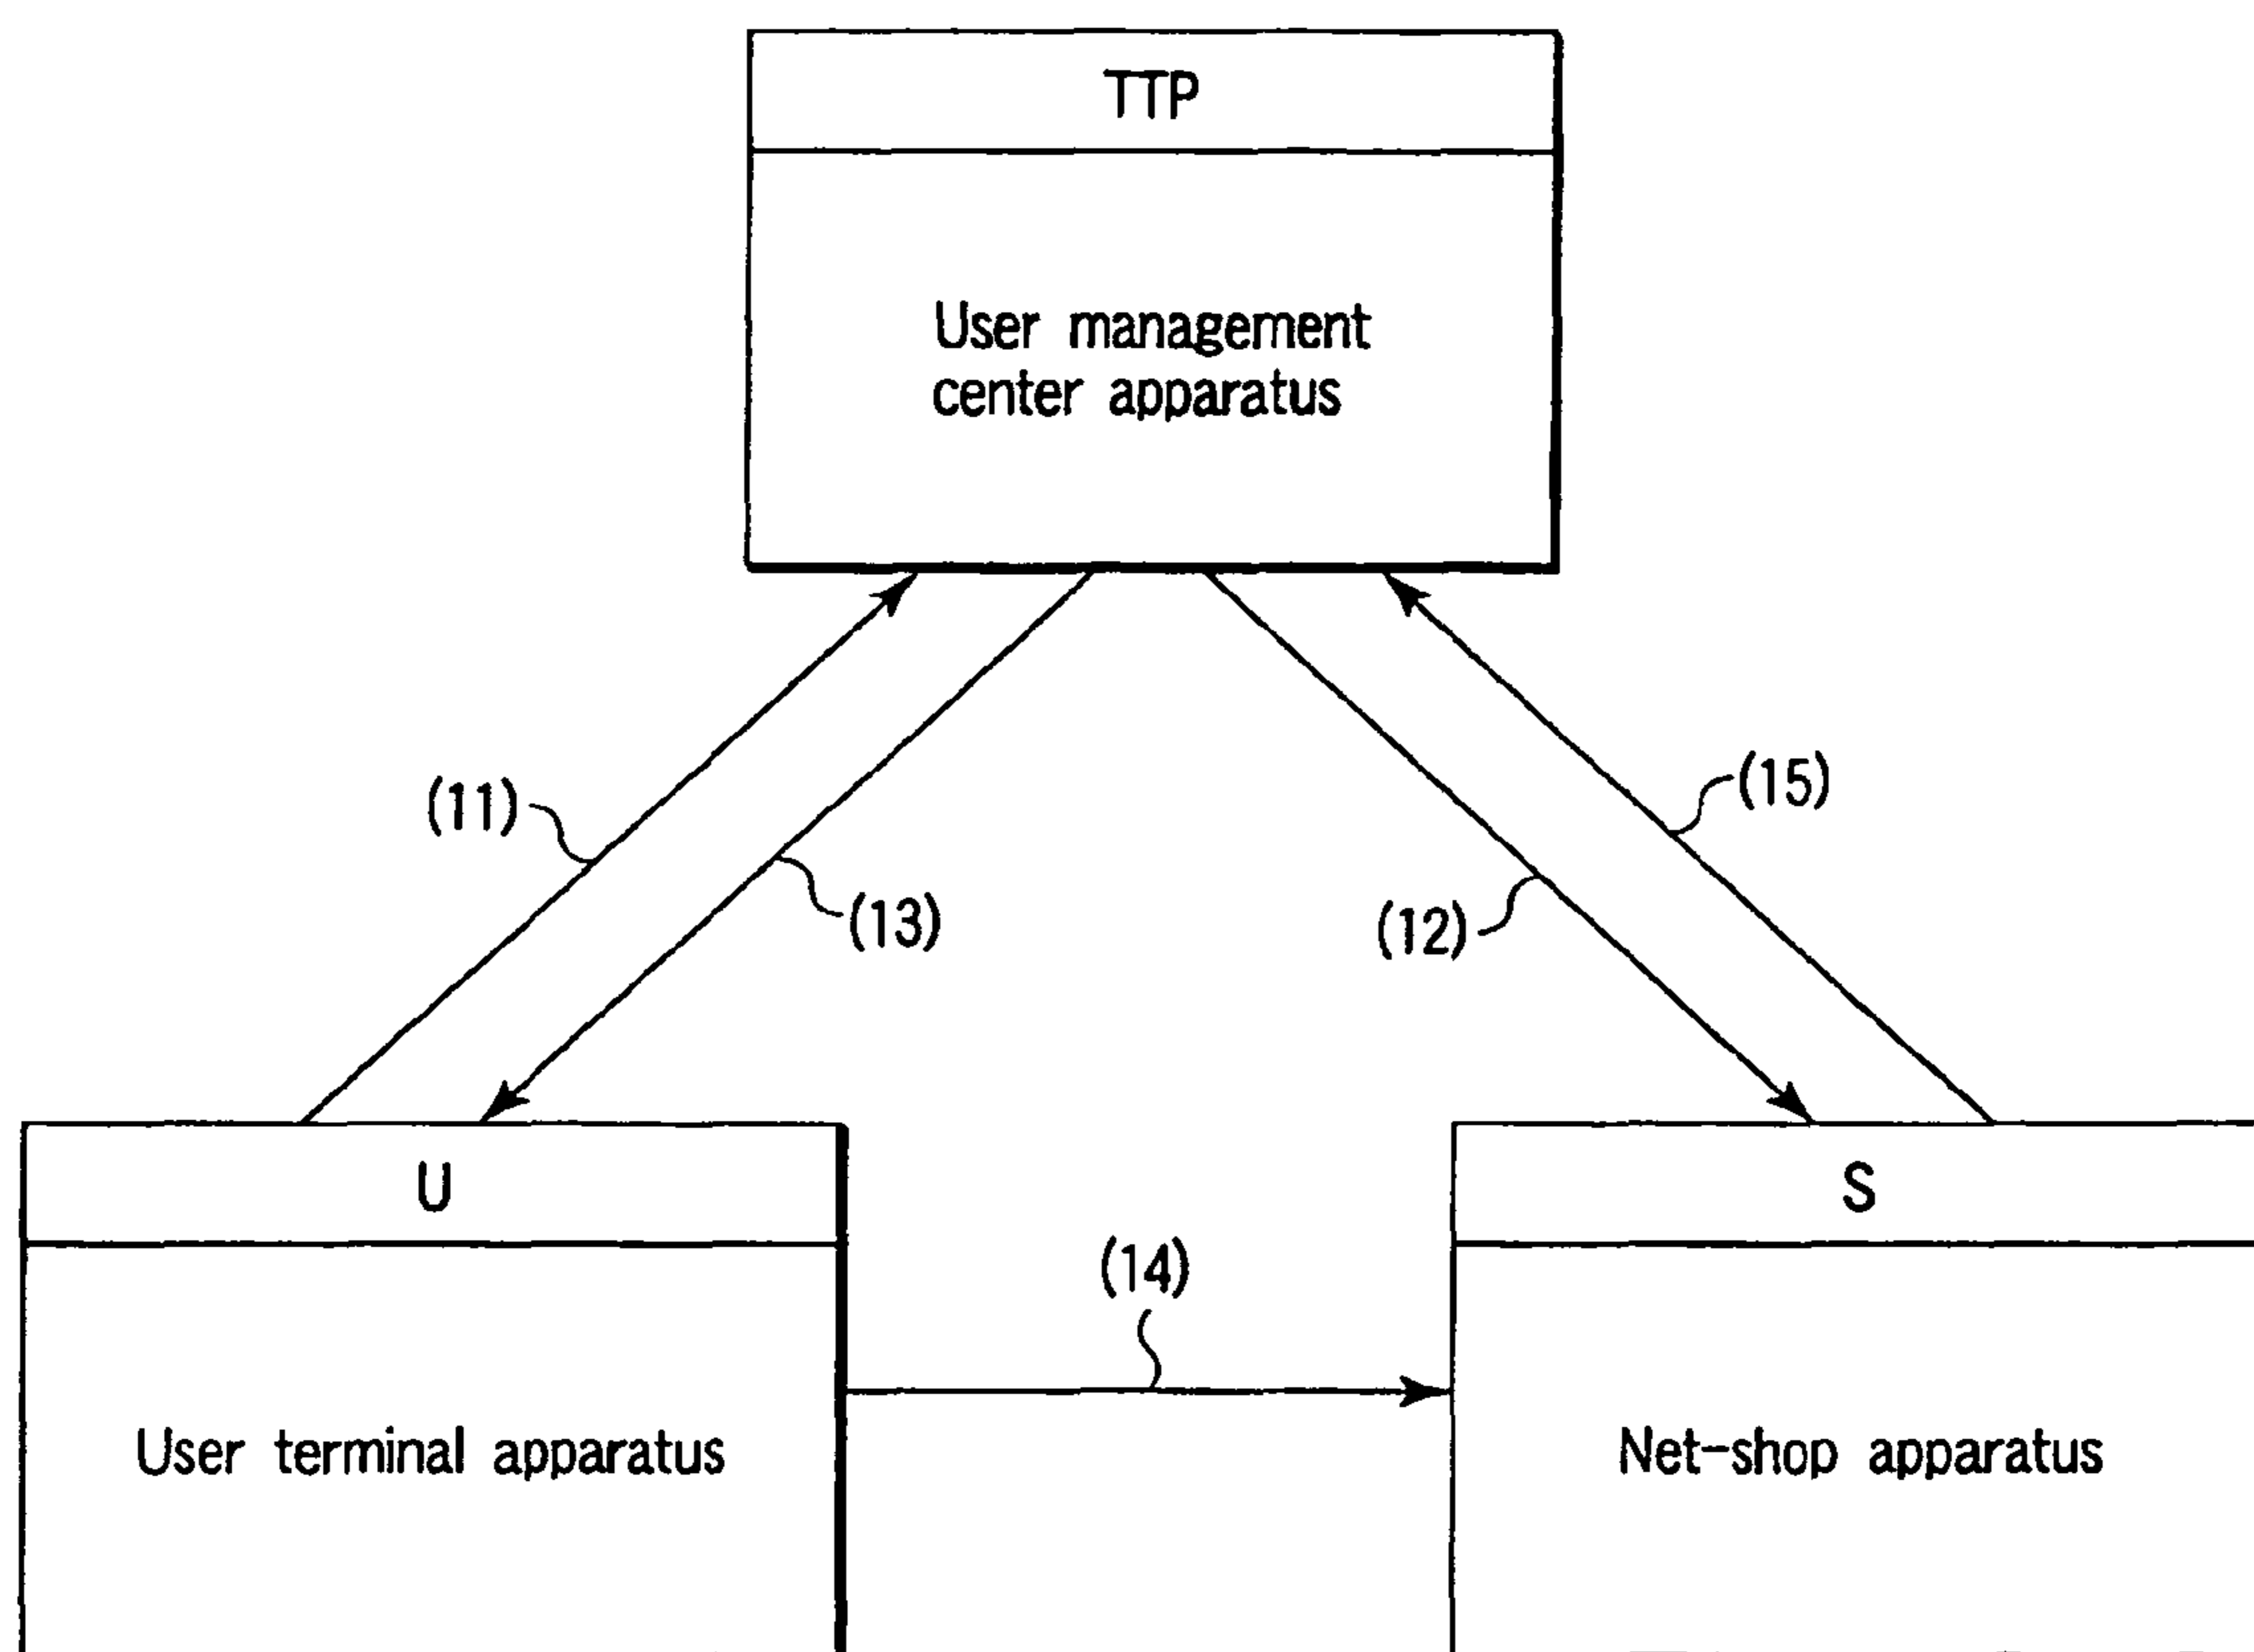 TTP
User management
center apparatus
(11)
(13)
(12)
(15)
U
S
(14)
User terminal apparatus
Net-shop apparatus